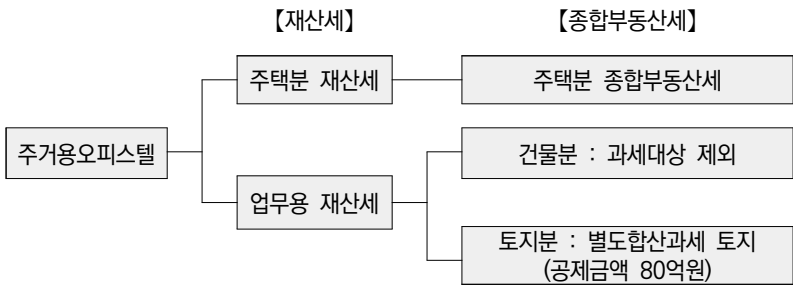 【재산세】 【종합부동산세】
주택분 재산세 주택분 종합부동산세
주거용오피스텔 건물분 : 과세대상 제외
업무용 재산세
토지분 : 별도합산과세 토지
(공제금액 80억원)